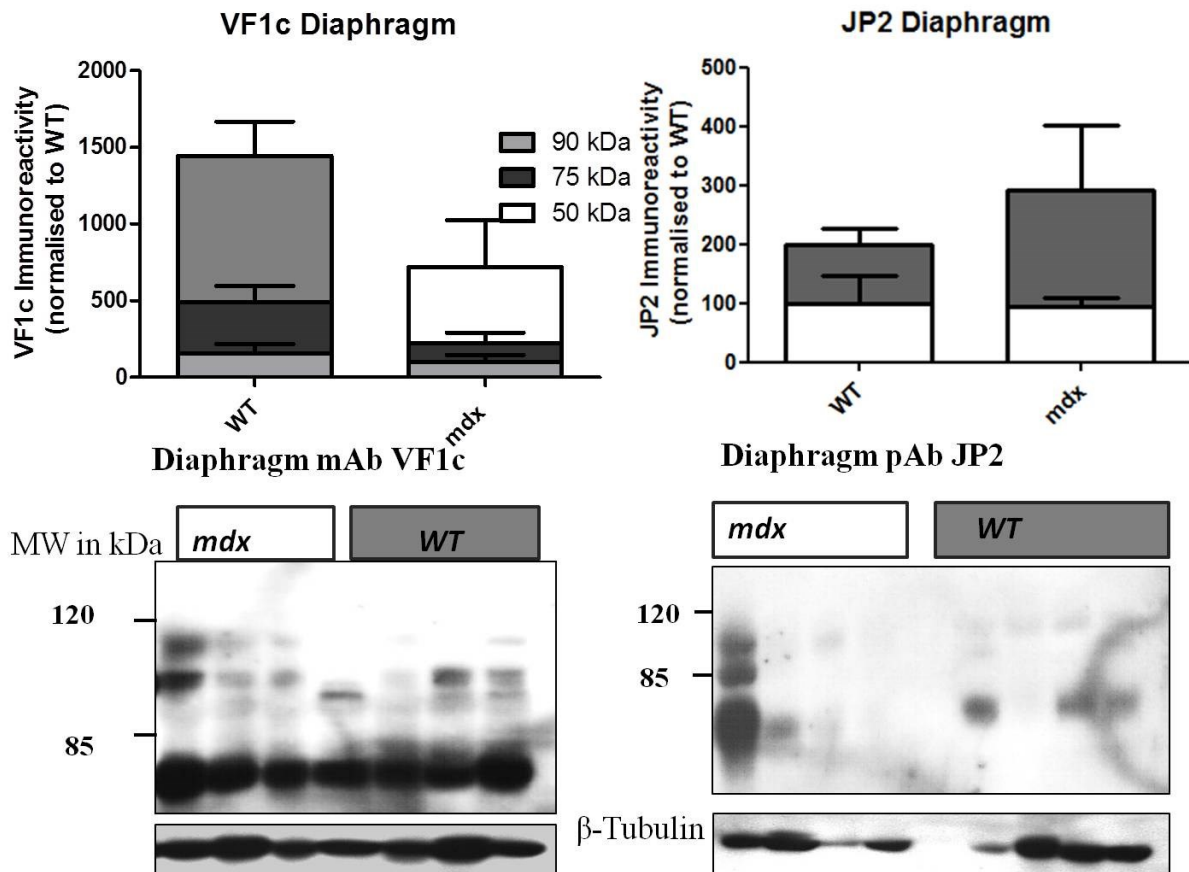 VF1c Diaphragm
VF1c Immunoreactivity
(normalised to WT)
2000
1500
1000
500
0
90 kDa
75 kDa
50 kDa
WT
mdx
JP2 Diaphragm
JP2 Immunoreactivity
(normalised to WT)
500
400
300
200
100
0
WT
mdx
Diaphragm mAb VF1c
MW in kDa
mdx
WT
120
85
Diaphragm pAb JP2
mdx
WT
120
85
β-Tubulin